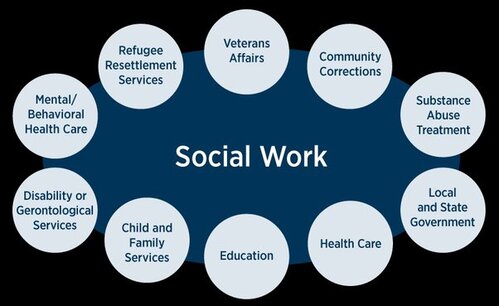 Veterans
Affairs
Community
Corrections
Substance
Abuse
Treatment
Local
and State
Government
Health Care
Education
Child and
Family
Services
Disability or
Gerontological
Services
Mental/
Behavioral
Health Care
Refugee
Resettlement
Services
Social Work